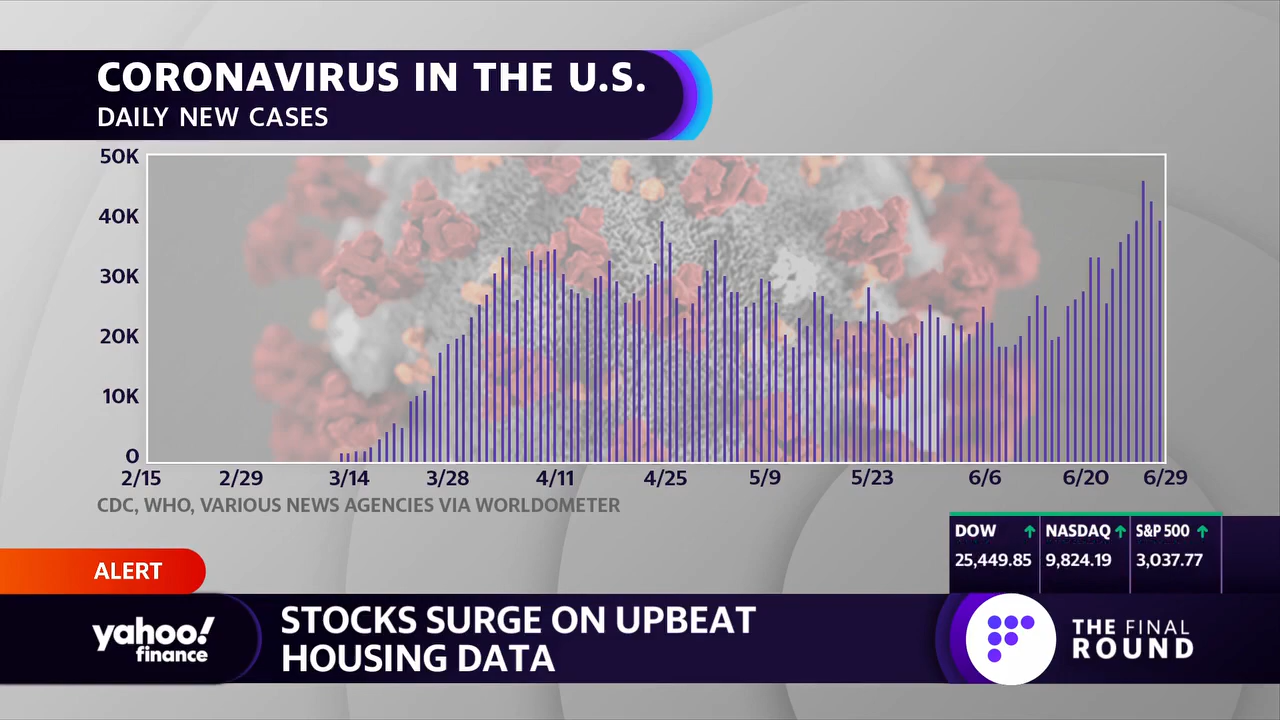 CORONAVIRUS IN THE U.S.
DAILY NEW CASES
50K
40K
30K
20K
10K
0
2/15 2/29 3/14 3/28 4/11 4/25 5/9 5/23 6/6 6/20 6/29
CDC, WHO, VARIOUS NEWS AGENCIES VIA WORLDOMETER
DOW NASDAQ S&P 500
25,449.85 9,824.19 3,037.77
ALERT
yahoo!
finance
STOCKS SURGE ON UPBEAT
HOUSING DATA
THE FINAL
ROUND